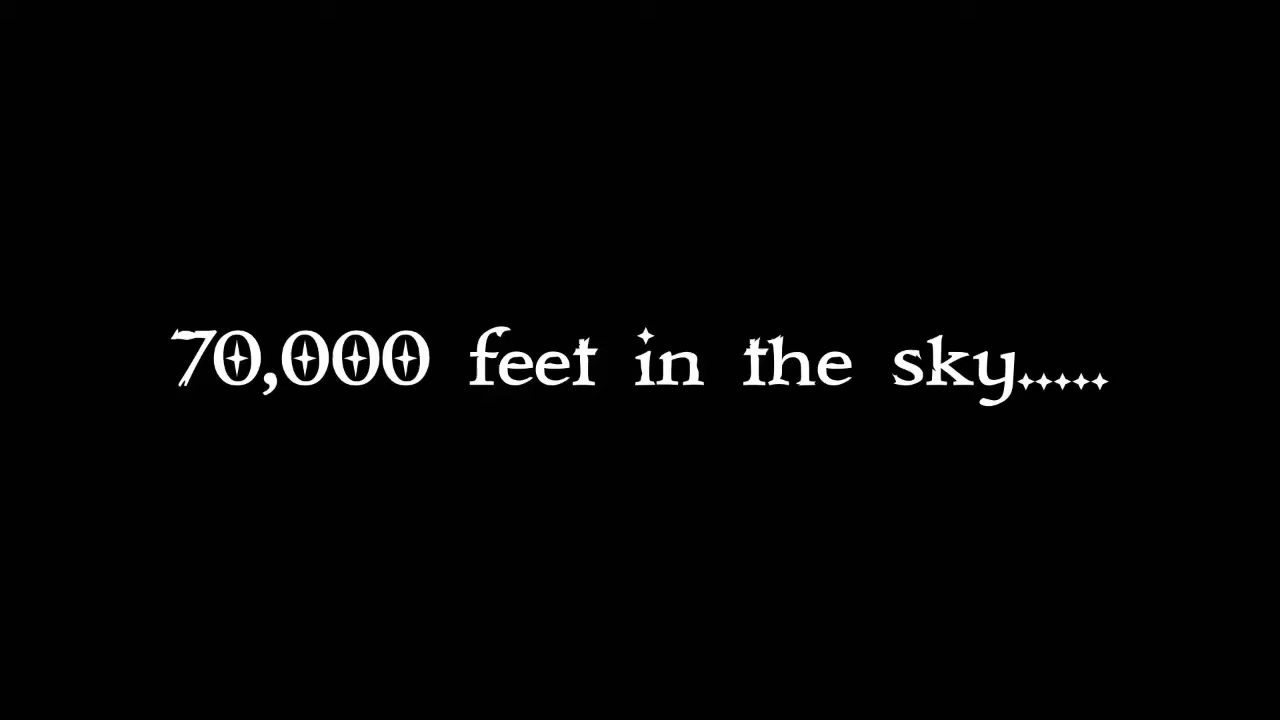 70,000 feet in the sky.....